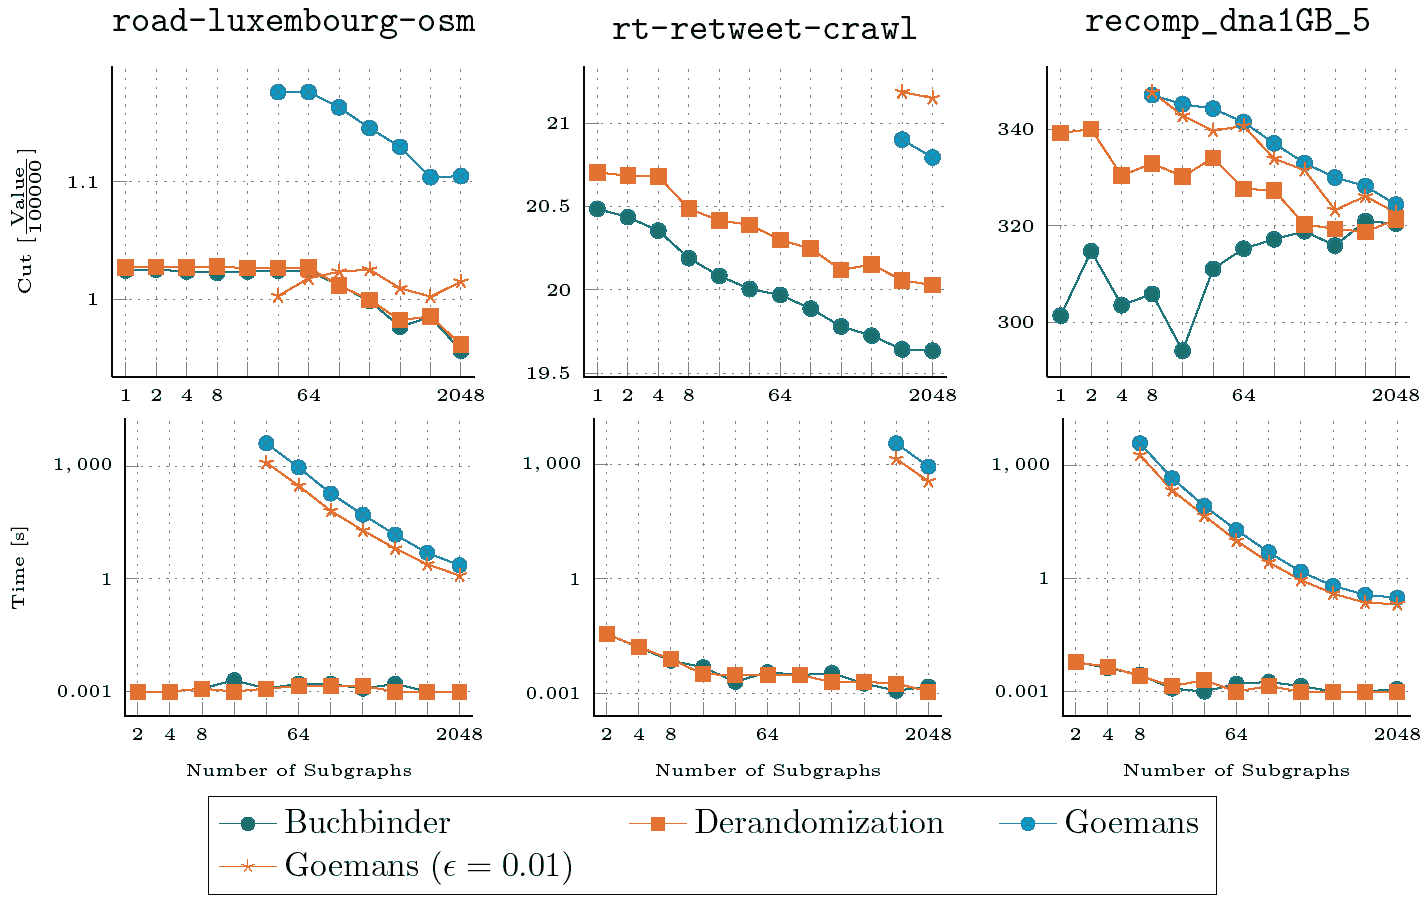 road-luxembourg-osm
rt-retweet-crawl
recomp_dna1GB_5
Cut [Value/100000]
1.1
1
1 2 4 8 64 2048
21
20.5
20
19.5
1 2 4 8 64 2048
340
320
300
1 2 4 8 64 2048
Time [s]
1,000
1
0.001
2 4 8 64 2048
Number of Subgraphs
1,000
1
0.001
2 4 8 64 2048
Number of Subgraphs
1,000
1
0.001
2 4 8 64 2048
Number of Subgraphs
Buchbinder Derandomization Goemans
Goemans (ϵ = 0.01)